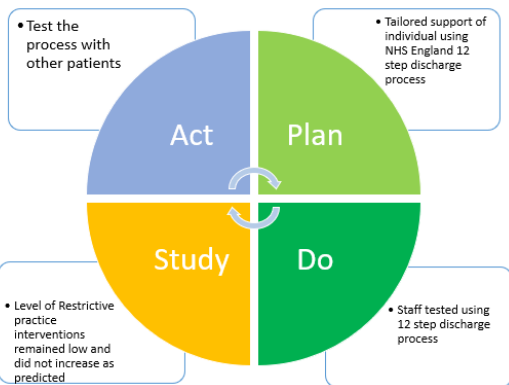 • Test the
process with
other patients
• Tailored support of
individual using
NHS England 12
step discharge
process
Act
Plan
Study
Do
• Level of Restrictive
practice
interventions
remained low and
did not increase as
predicted
• Staff tested using
12 step discharge
process